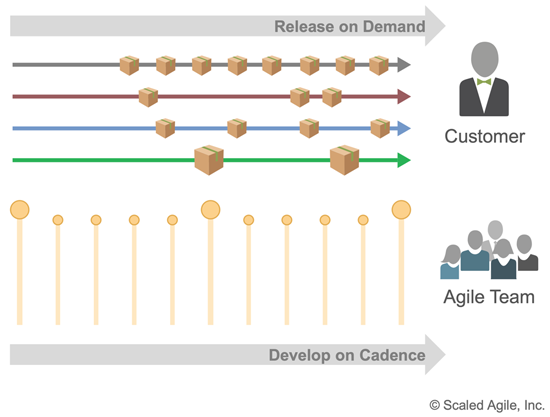 Release on Demand
Customer
Agile Team
Develop on Cadence
© Scaled Agile, Inc.